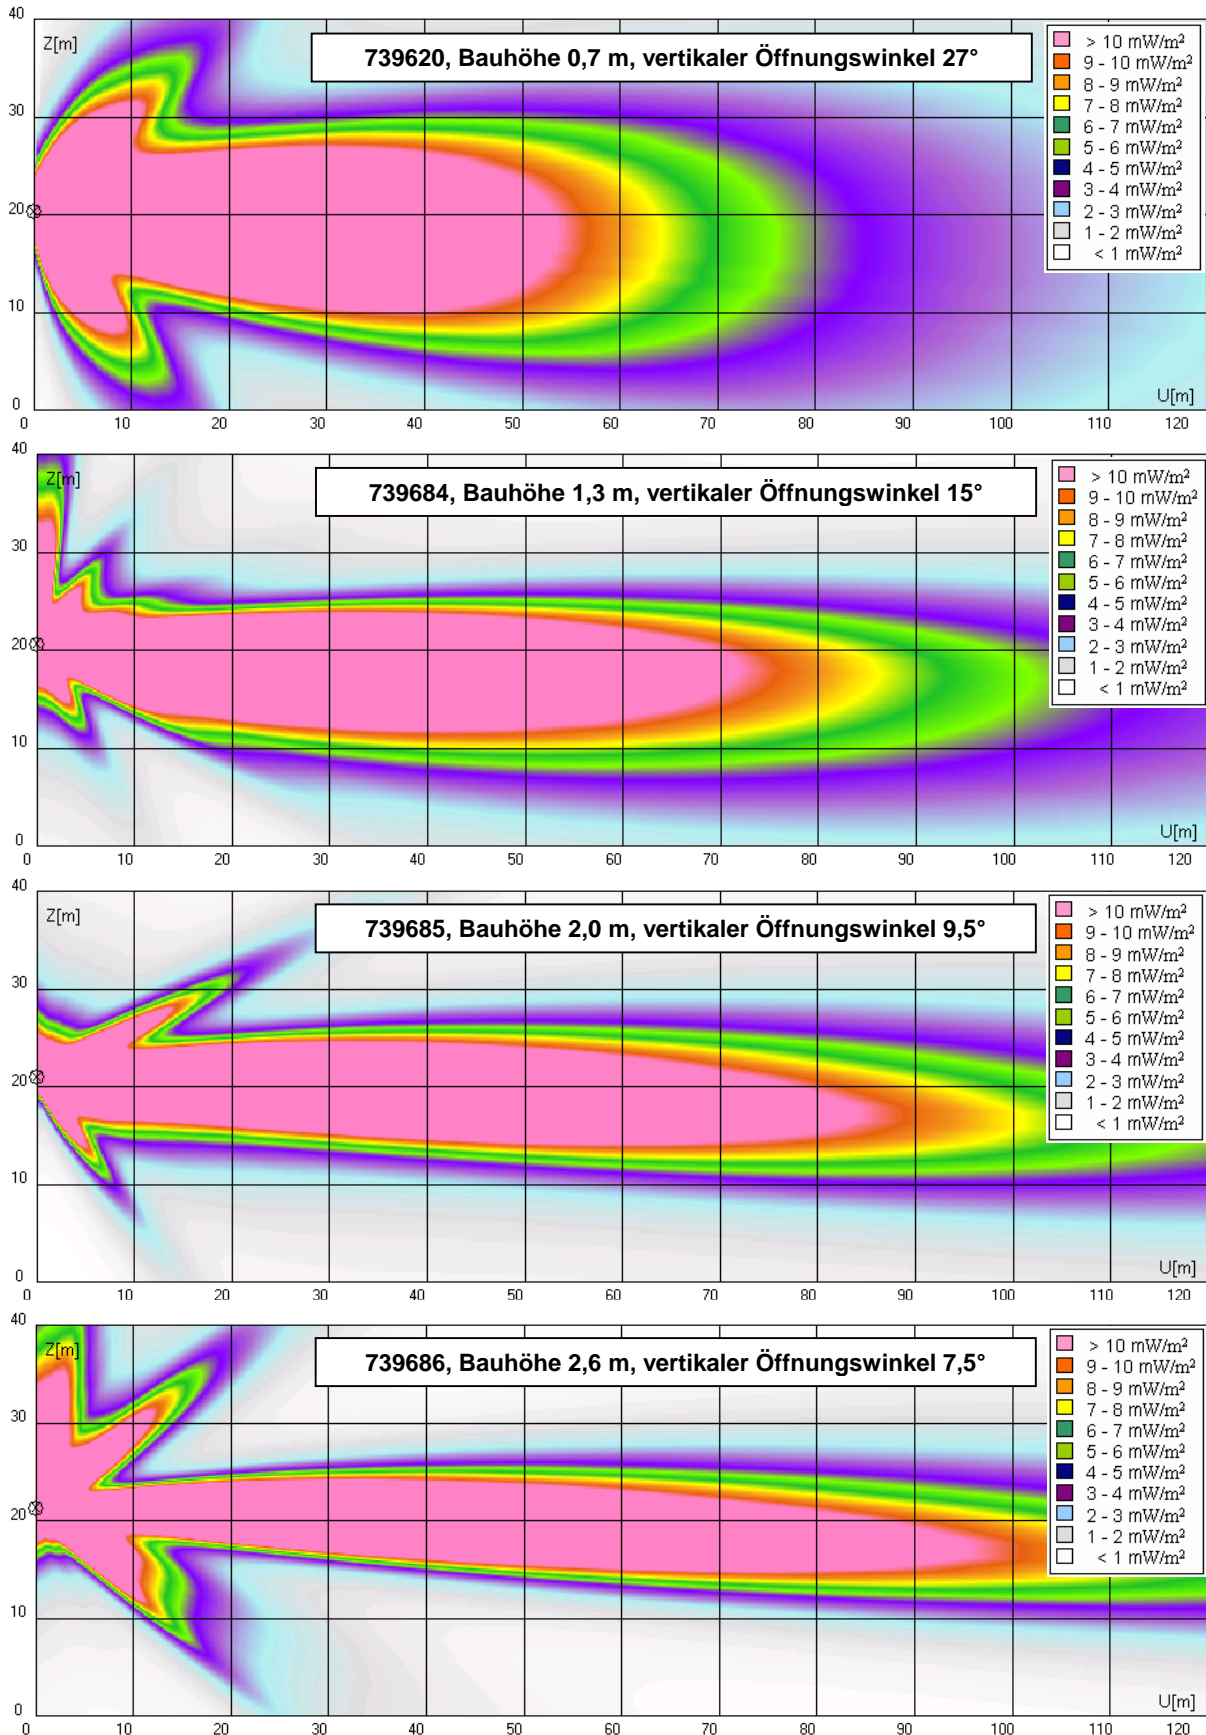 40
Z[m]
739620, Bauhöhe 0,7 m, vertikaler Öffnungswinkel 27°
> 10 mW/m²
9 - 10 mW/m²
8 - 9 mW/m²
7 - 8 mW/m²
6 - 7 mW/m²
5 - 6 mW/m²
4 - 5 mW/m²
3 - 4 mW/m²
2 - 3 mW/m²
1 - 2 mW/m²
< 1 mW/m²
30
20
10
0
U[m]
0 10 20 30 40 50 60 70 80 90 100 110 120
40
Z[m]
739684, Bauhöhe 1,3 m, vertikaler Öffnungswinkel 15°
> 10 mW/m²
9 - 10 mW/m²
8 - 9 mW/m²
7 - 8 mW/m²
6 - 7 mW/m²
5 - 6 mW/m²
4 - 5 mW/m²
3 - 4 mW/m²
2 - 3 mW/m²
1 - 2 mW/m²
< 1 mW/m²
30
20
10
0
U[m]
0 10 20 30 40 50 60 70 80 90 100 110 120
40
Z[m]
739685, Bauhöhe 2,0 m, vertikaler Öffnungswinkel 9,5°
> 10 mW/m²
9 - 10 mW/m²
8 - 9 mW/m²
7 - 8 mW/m²
6 - 7 mW/m²
5 - 6 mW/m²
4 - 5 mW/m²
3 - 4 mW/m²
2 - 3 mW/m²
1 - 2 mW/m²
< 1 mW/m²
30
20
10
0
U[m]
0 10 20 30 40 50 60 70 80 90 100 110 120
40
Z[m]
739686, Bauhöhe 2,6 m, vertikaler Öffnungswinkel 7,5°
> 10 mW/m²
9 - 10 mW/m²
8 - 9 mW/m²
7 - 8 mW/m²
6 - 7 mW/m²
5 - 6 mW/m²
4 - 5 mW/m²
3 - 4 mW/m²
2 - 3 mW/m²
1 - 2 mW/m²
< 1 mW/m²
30
20
10
0
U[m]
0 10 20 30 40 50 60 70 80 90 100 110 120